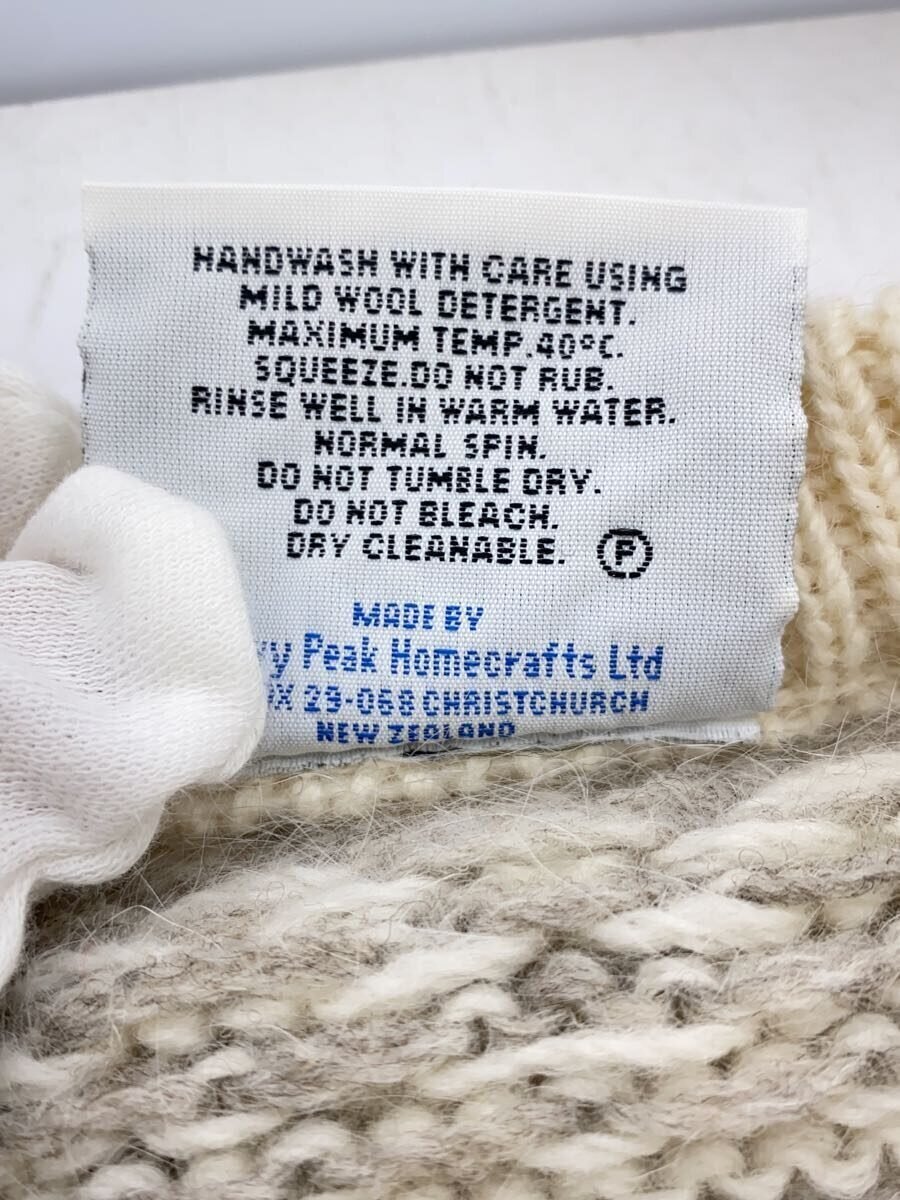 HANDWASH WITH CARE USING
MILD WOOL DETERGENT.
MAXIMUM TEMP.40°C.
SQUEEZE.DO NOT RUB.
RINSE WELL IN WARM WATER.
NORMAL SPIN.
DO NOT TUMBLE DRY.
DO NOT BLEACH.
DRY CLEANABLE. P
MADE BY
Peak Homecrafts Ltd
29-068 CHRISTCHURCH
NEW ZEALAND